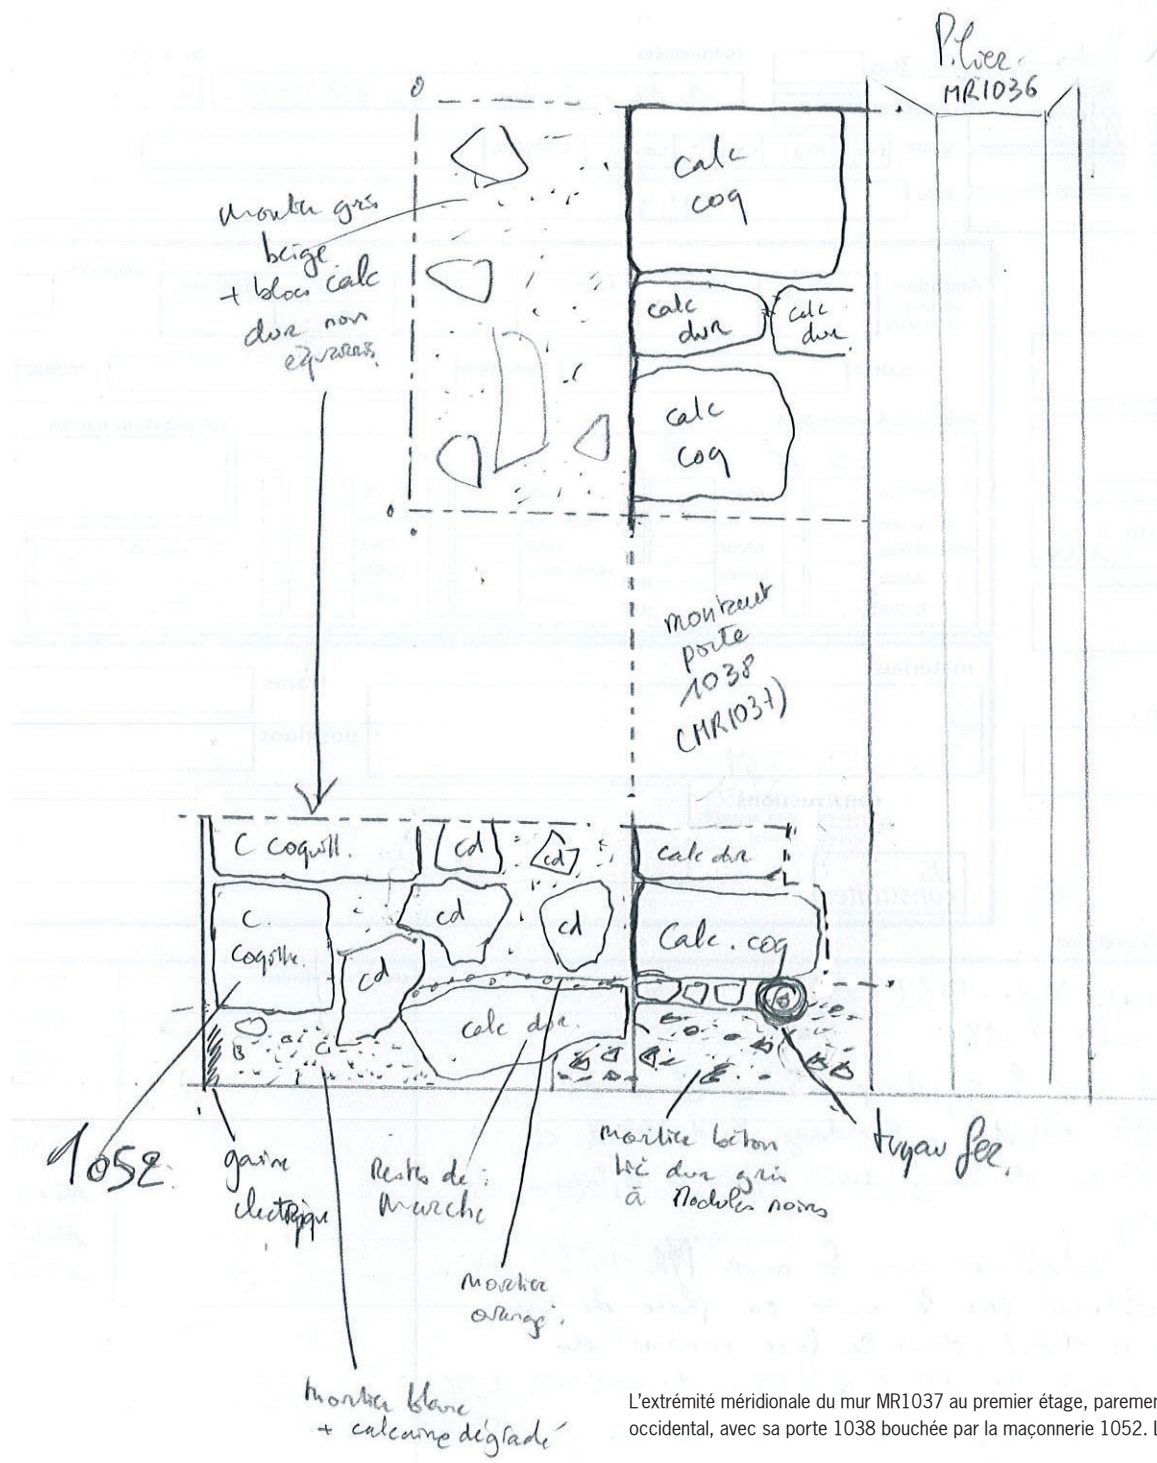 Pilier
MR1036
calc
coq
mortier gris
beige
+ blocs calc
dur non
équarris
calc
dur
calc
dur
calc
coq
montant
porte
1038
(MR1037)
C coquill.
cd
cd
calc dur
C
Coquill.
cd
cd
cd
Calc. coq
calc dur.
B
1052
gaine
electrique
Restes de
marche
mortier béton
très dur gris
à nodules noirs
tuyau fer.
mortier
orangé.
mortier blanc
+ calcaire dégradé
L'extrémité méridionale du mur MR1037 au premier étage, paremen
occidental, avec sa porte 1038 bouchée par la maçonnerie 1052. L